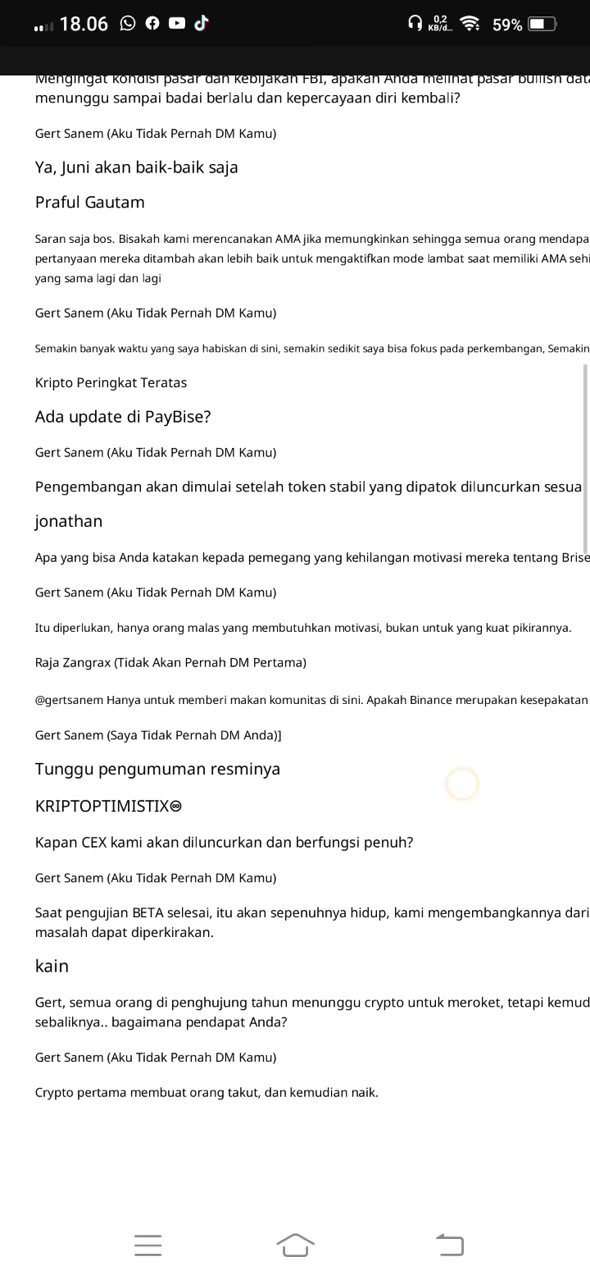 18.06
0,2
KB/d...
59%
Mengingat kondisi pasar dan kebijakan FBI, apakah Anda melihat pasar bullish
menunggu sampai badai berlalu dan kepercayaan diri kembali?
Gert Sanem (Aku Tidak Pernah DM Kamu)
Ya, Juni akan baik-baik saja
Praful Gautam
Saran saja bos. Bisakah kami merencanakan AMA jika memungkinkan sehingga semua orang mendapa
pertanyaan mereka ditambah akan lebih baik untuk mengaktifkan mode lambat saat memiliki AMA sehi
yang sama lagi dan lagi
Gert Sanem (Aku Tidak Pernah DM Kamu)
Semakin banyak waktu yang saya habiskan di sini, semakin sedikit saya bisa fokus pada perkembangan, Semakin
Kripto Peringkat Teratas
Ada update di PayBise?
Gert Sanem (Aku Tidak Pernah DM Kamu)
Pengembangan akan dimulai setelah token stabil yang dipatok diluncurkan sesua
jonathan
Apa yang bisa Anda katakan kepada pemegang yang kehilangan motivasi mereka tentang Brise
Gert Sanem (Aku Tidak Pernah DM Kamu)
Itu diperlukan, hanya orang malas yang membutuhkan motivasi, bukan untuk yang kuat pikirannya.
Raja Zangrax (Tidak Akan Pernah DM Pertama)
@gertsanem Hanya untuk memberi makan komunitas di sini. Apakah Binance merupakan kesepakatan
Gert Sanem (Saya Tidak Pernah DM Anda)]
Tunggu pengumuman resminya
KRIPTOPTIMISTIX♾
Kapan CEX kami akan diluncurkan dan berfungsi penuh?
Gert Sanem (Aku Tidak Pernah DM Kamu)
Saat pengujian BETA selesai, itu akan sepenuhnya hidup, kami mengembangkannya dari
masalah dapat diperkirakan.
kain
Gert, semua orang di penghujung tahun menunggu crypto untuk meroket, tetapi kemud
sebaliknya.. bagaimana pendapat Anda?
Gert Sanem (Aku Tidak Pernah DM Kamu)
Crypto pertama membuat orang takut, dan kemudian naik.